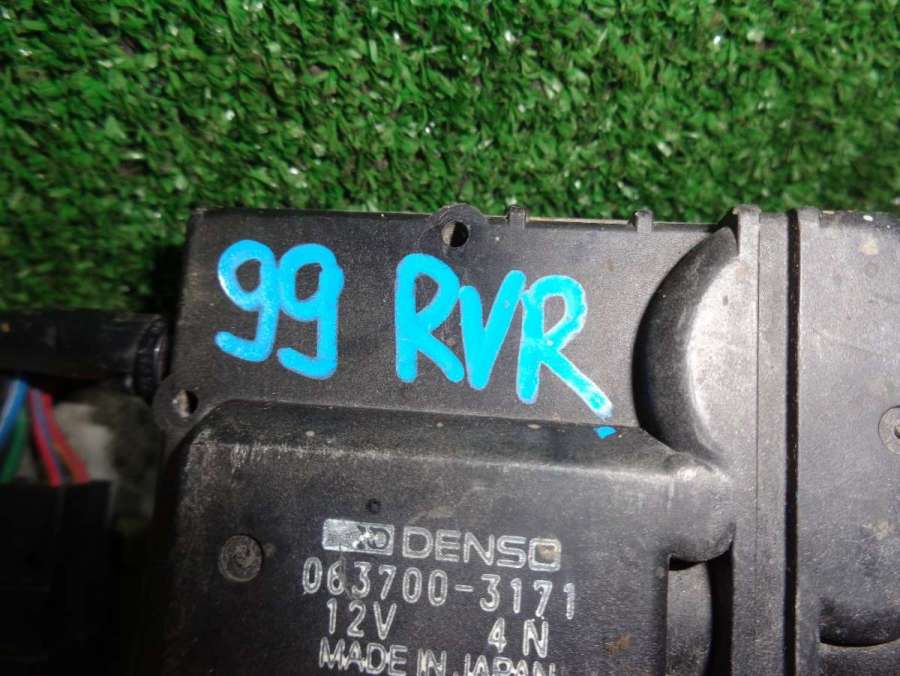 99 RVR
DENSO
063700-3171
12V 4N
MADE IN JAPAN